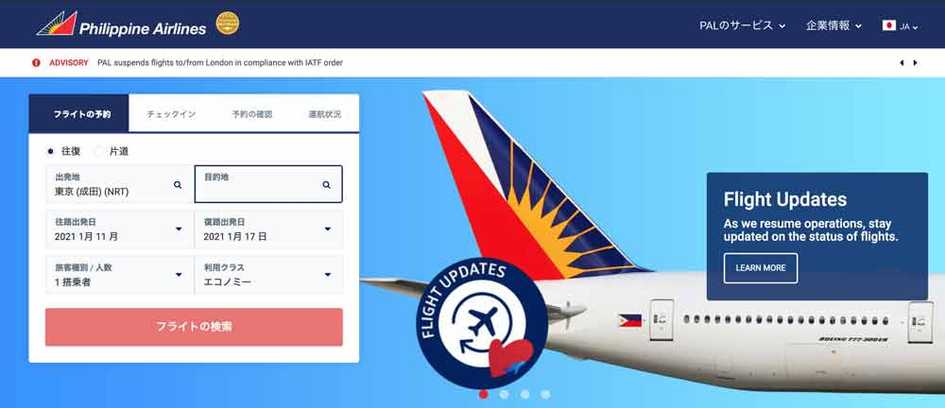 Philippine Airlines
PALのサービス
企業情報
JA
ADVISORY PAL suspends flights to/from London in compliance with IATF order
フライトの予約
チェックイン
予約の確認
運航状況
往復
片道
出発地
東京 (成田) (NRT)
目的地
往路出発日
2021 1月 11 月
復路出発日
2021 1月 17 日
旅客種別 / 人数
1 搭乗者
利用クラス
エコノミー
フライトの検索
Flight Updates
As we resume operations, stay
updated on the status of flights.
LEARN MORE
FLIGHT UPDATES